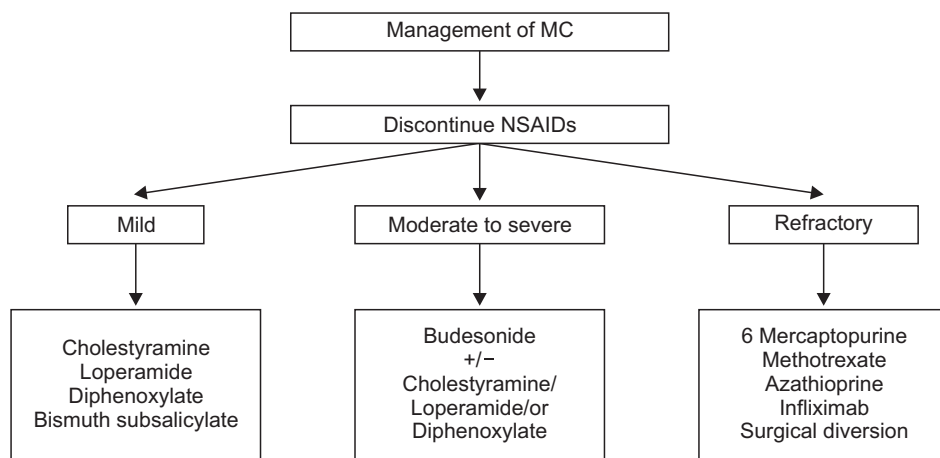 Management of MC
Discontinue NSAIDs
Mild
Moderate to severe
Refractory
Cholestyramine
Loperamide
Diphenoxylate
Bismuth subsalicylate
Budesonide
+/−
Cholestyramine/
Loperamide/or
Diphenoxylate
6 Mercaptopurine
Methotrexate
Azathioprine
Infliximab
Surgical diversion